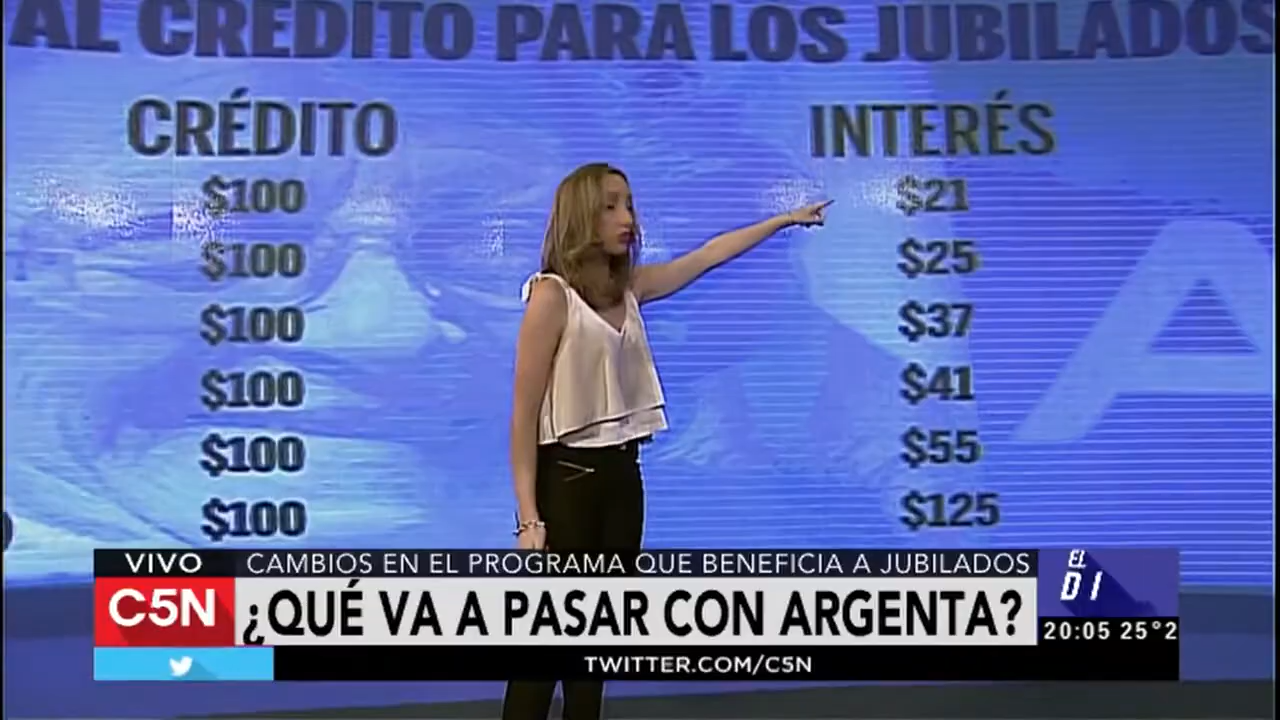 AL CRÉDITO PARA LOS JUBILADOS
CRÉDITO INTERÉS
$100 $21
$100 $25
$100 $37
$100 $41
$100 $55
$100 $125
VIVO CAMBIOS EN EL PROGRAMA QUE BENEFICIA A JUBILADOS
C5N ¿QUÉ VA A PASAR CON ARGENTA?
EL
DI
20:05 25°2
TWITTER.COM/C5N